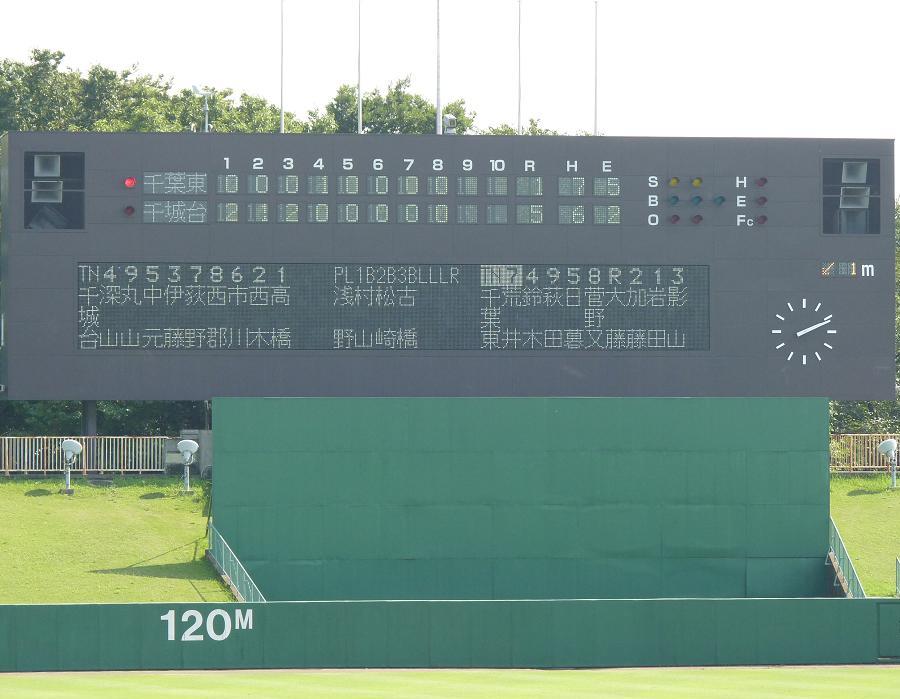 1 2 3 4 5 6 7 8 9 10 R H E
千葉東 0 0 0 1 0 0 0 0 1 7 5
千城台 2 1 2 0 0 0 0 0 5 6 2
S H
B E
O Fc
TN 4 9 5 3 7 8 6 2 1
千城台 深山 丸山 中元 伊藤 荻野 西郡 市川 西木 高橋
PL 1B 2B 3B LL LR
浅野 村山 松崎 古橋
TN 7 4 9 5 8 R 2 1 3
千葉東 荒井 鈴木 萩田 日暮 菅又 大藤 加藤 岩田 影山
1 m
120M